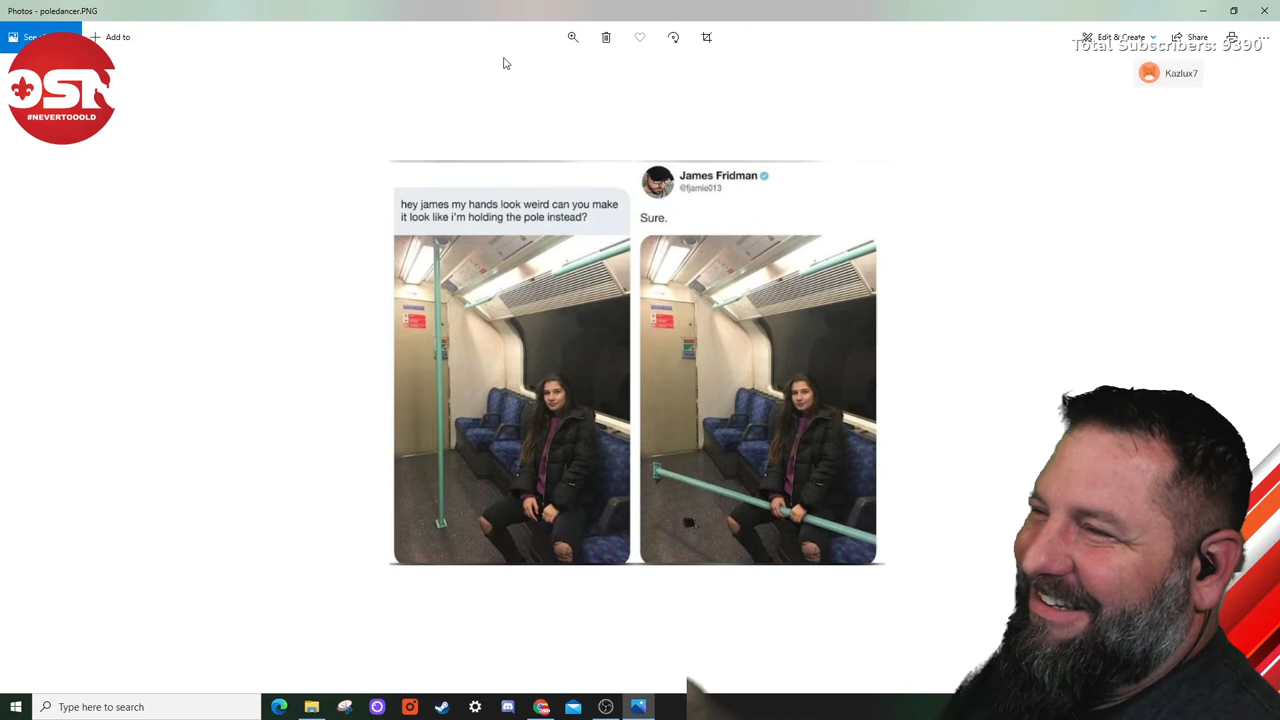 Photos - poledancer.PNG
Add to
Edit & Create
Share
Total Subscribers: 9390
Kazlux7
OSN
#NEVERTOOOLD
James Fridman
@fjamie013
hey james my hands look weird can you make
it look like i'm holding the pole instead?
Sure.
Type here to search